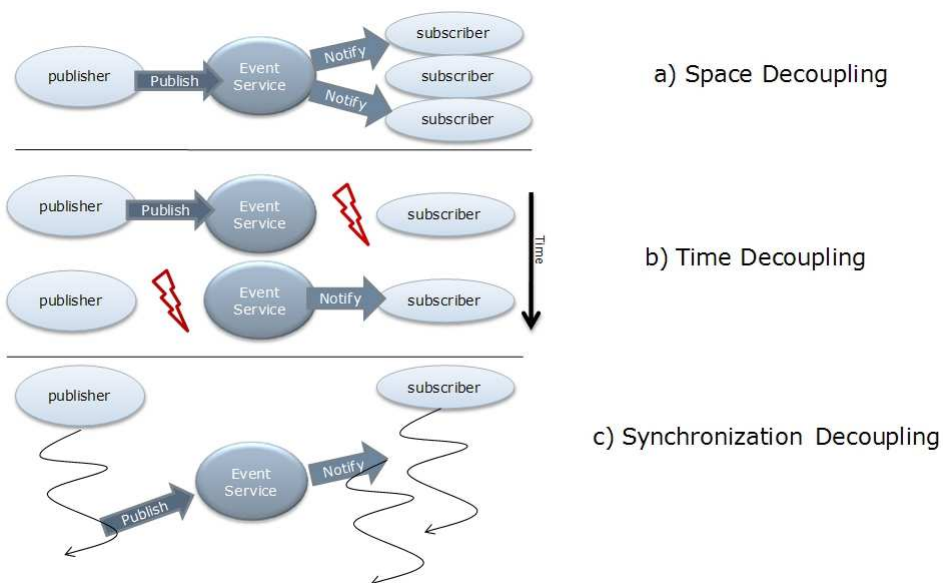 publisher
Publish
Event
Service
Notify
Notify
subscriber
subscriber
subscriber
a) Space Decoupling
publisher
Publish
Event
Service
subscriber
Time
b) Time Decoupling
publisher
Event
Service
Notify
subscriber
publisher
subscriber
c) Synchronization Decoupling
Publish
Event
Service
Notify